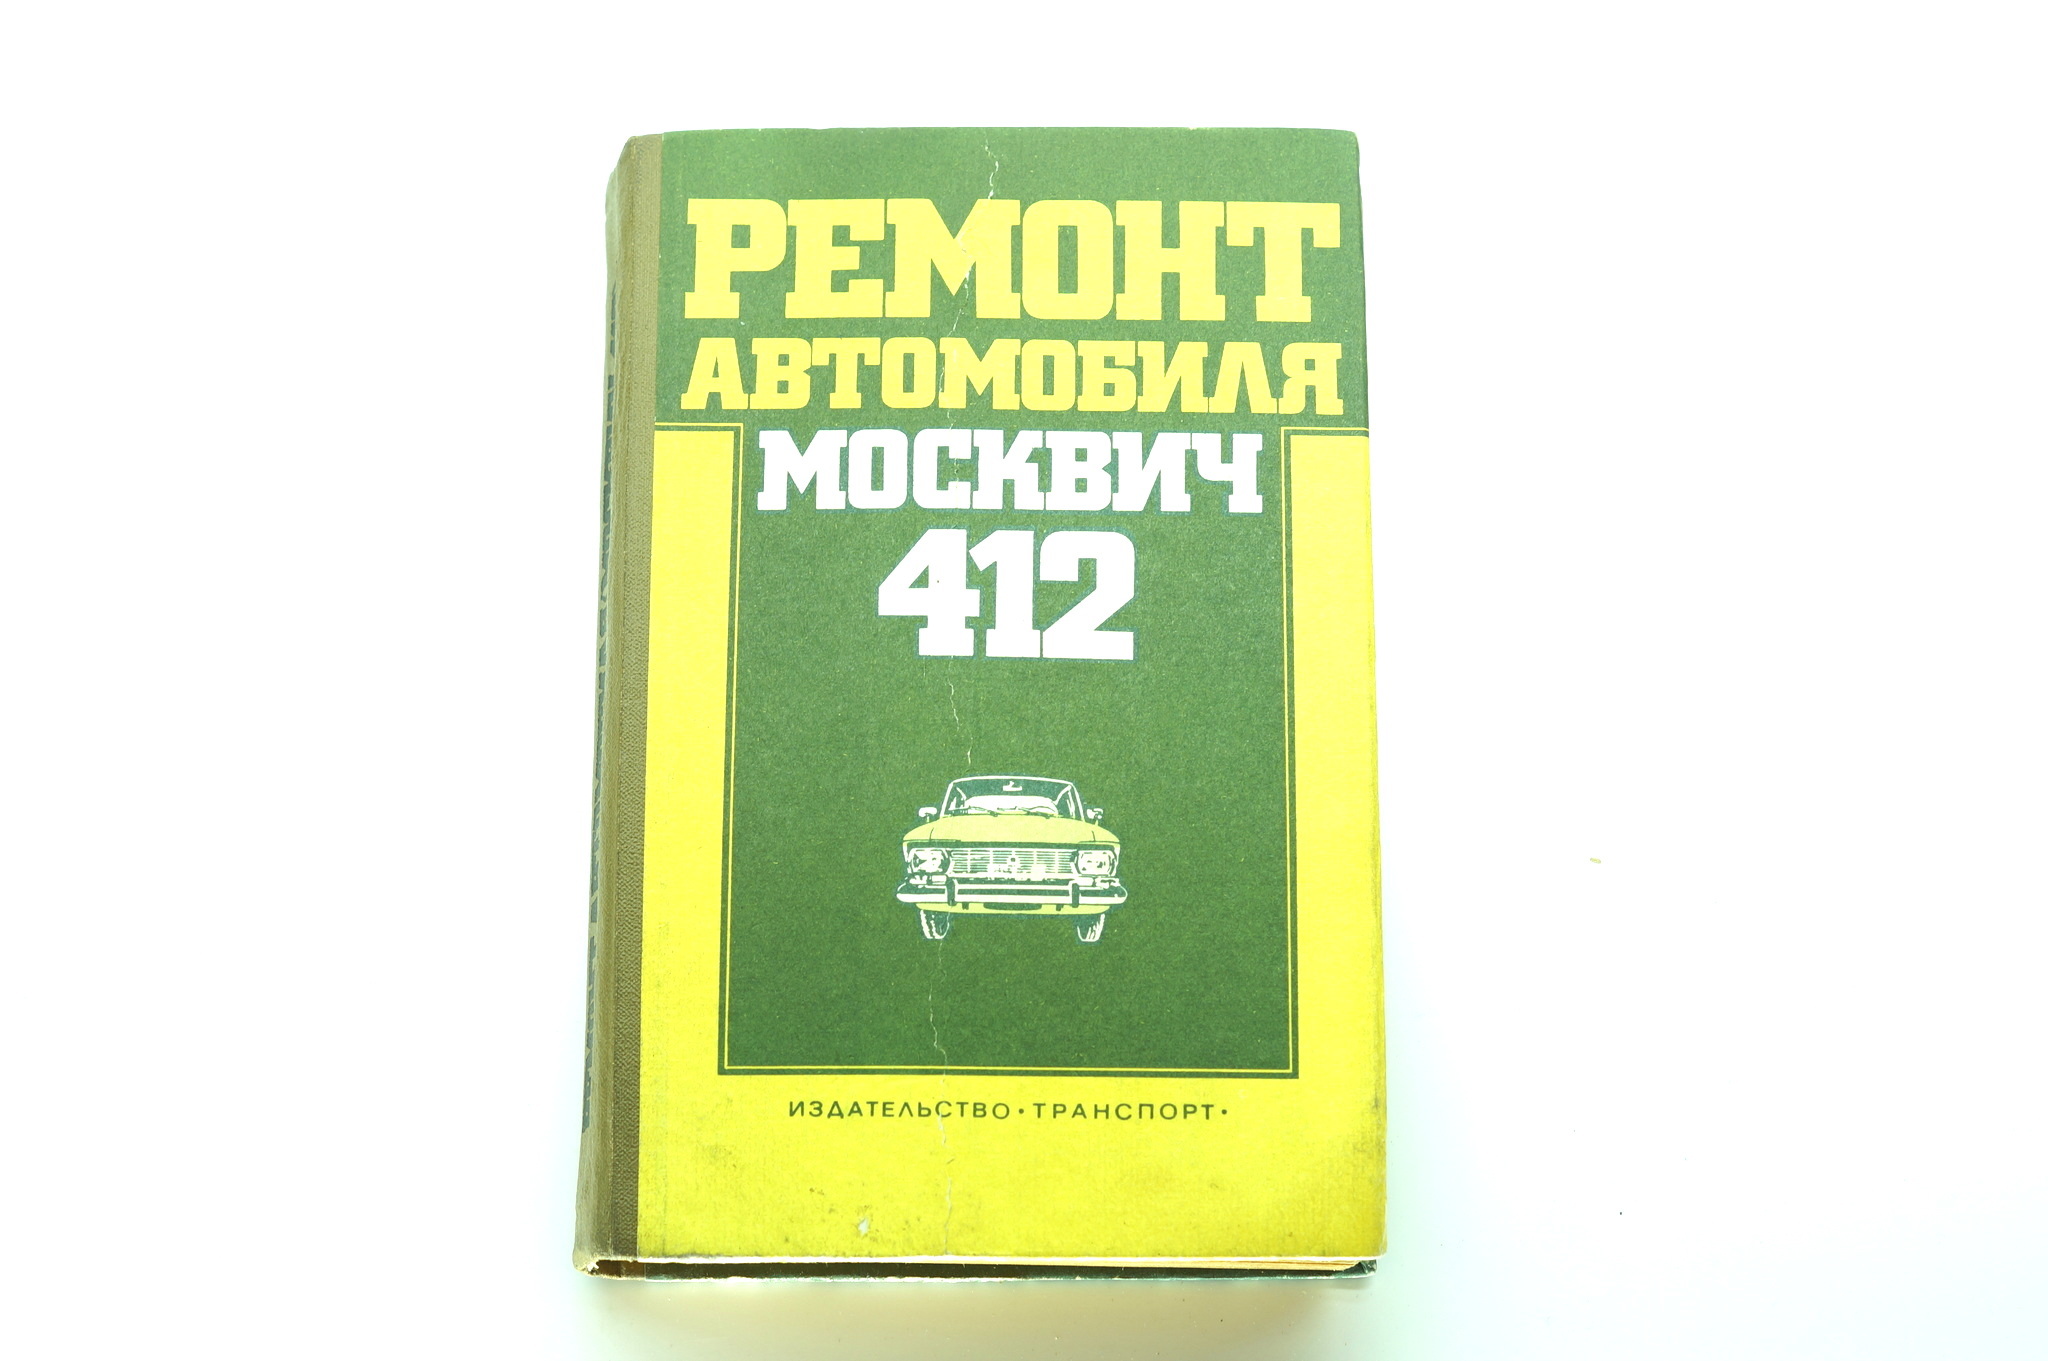 РЕМОНТ
АВТОМОБИЛЯ
МОСКВИЧ
412
ИЗДАТЕЛЬСТВО • ТРАНСПОРТ •